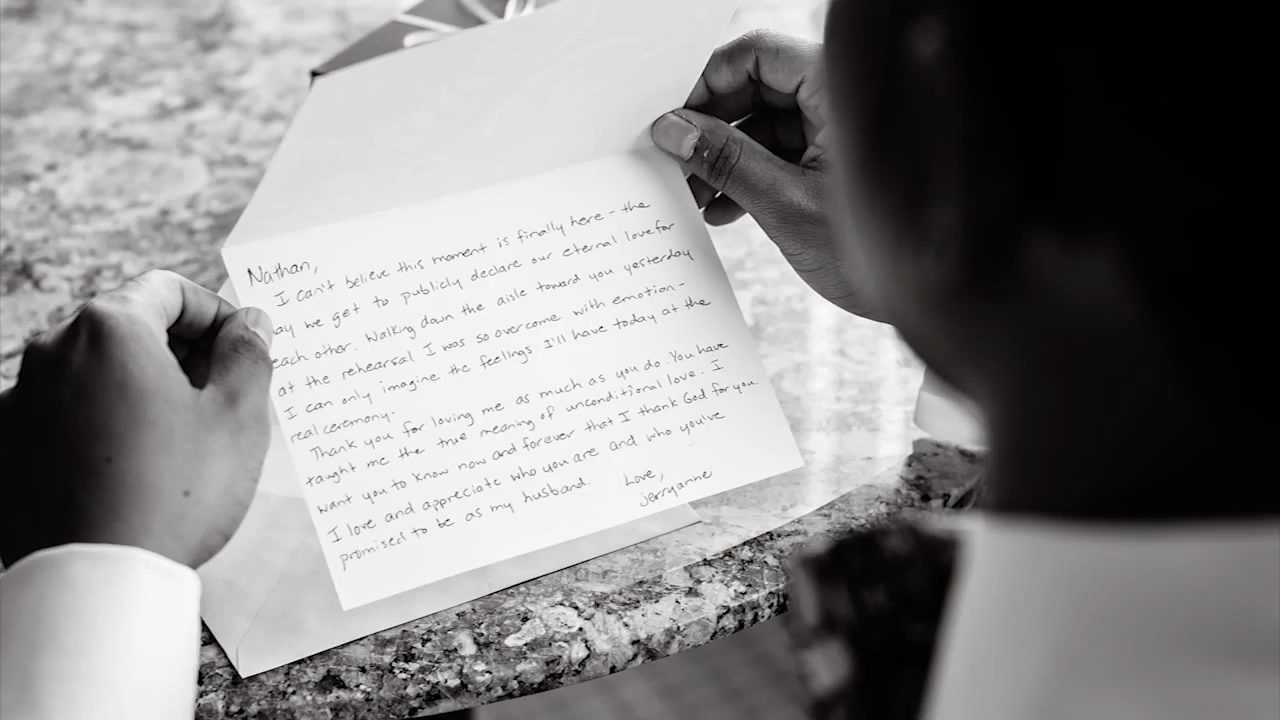 Nathan,
I can't believe this moment is finally here - the
ay we get to publicly declare our eternal love for
each other. Walking down the aisle toward you yesterday
at the rehearsal I was so overcome with emotion -
I can only imagine the feelings I'll have today at the
real ceremony.
Thank you for loving me as much as you do. You have
taught me the true meaning of unconditional love. I
want you to know now and forever that I thank God for you.
I love and appreciate who you are and who you've
promised to be as my husband.
Love,
Jerryanne